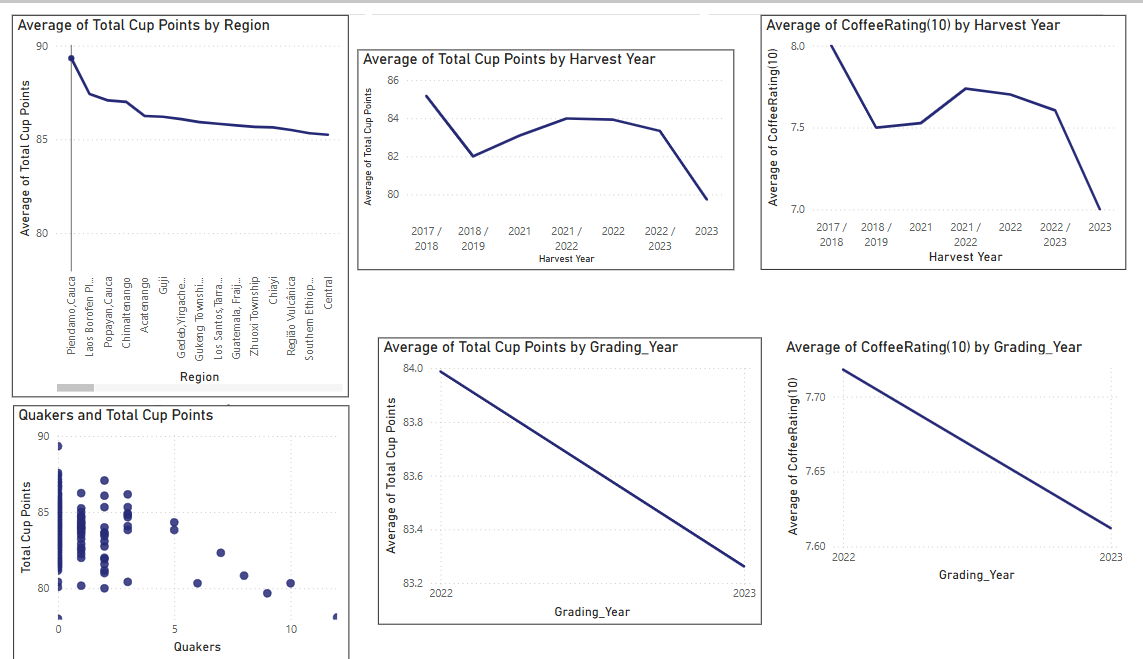 Average of Total Cup Points by Region
90
85
80
Average of Total Cup Points
Piendamo,Cauca
Laos Borofen Pl...
Popayan,Cauca
Chimaltenango
Acatenango
Guji
Gedeb,Yirgache...
Gukeng Townshi...
Los Santos,Tarra...
Guatemala, Fraij...
Zhuoxi Township
Chiayi
Região Vulcânica
Southern Ethiop...
Central
Region
Average of Total Cup Points by Harvest Year
86
84
82
80
Average of Total Cup Points
2017 /
2018
2018 /
2019
2021
2021 /
2022
2022
2022 /
2023
2023
Harvest Year
Average of CoffeeRating(10) by Harvest Year
8.0
7.5
7.0
Average of CoffeeRating(10)
2017 /
2018
2018 /
2019
2021
2021 /
2022
2022
2022 /
2023
2023
Harvest Year
Quakers and Total Cup Points
90
85
80
Total Cup Points
0 5 10
Quakers
Average of Total Cup Points by Grading_Year
84.0
83.8
83.6
83.4
83.2
Average of Total Cup Points
2022 2023
Grading_Year
Average of CoffeeRating(10) by Grading_Year
7.70
7.65
7.60
Average of CoffeeRating(10)
2022 2023
Grading_Year